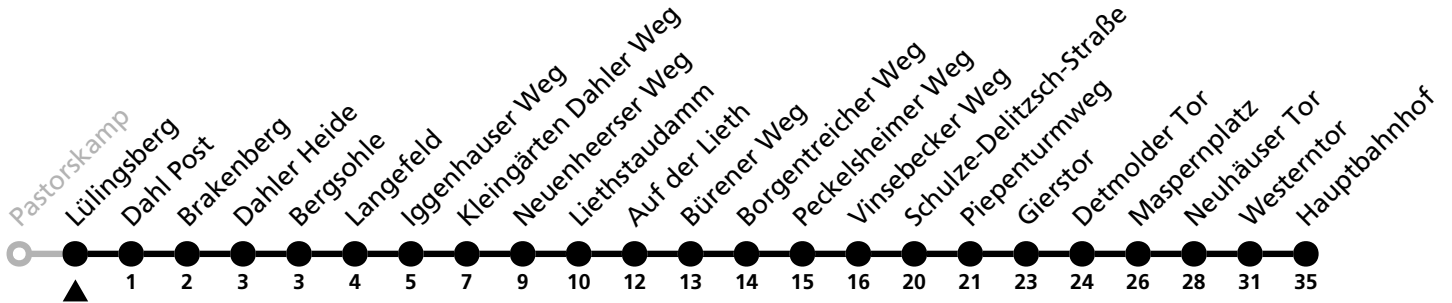 Pastorskamp
Lülingsberg
Dahl Post
Brakenberg
Dahler Heide
Bergsohle
Langefeld
Iggenhauser Weg
Kleingärten Dahler Weg
Neuenheerser Weg
Liethstaudamm
Auf der Lieth
Bürener Weg
Borgentreicher Weg
Peckelsheimer Weg
Vinsebecker Weg
Schulze-Delitzsch-Straße
Piepenturmweg
Gierstor
Detmolder Tor
Maspernplatz
Neuhäuser Tor
Westerntor
Hauptbahnhof
1 2 3 3 4 5 7 9 10 12 13 14 15 16 20 21 23 24 26 28 31 35